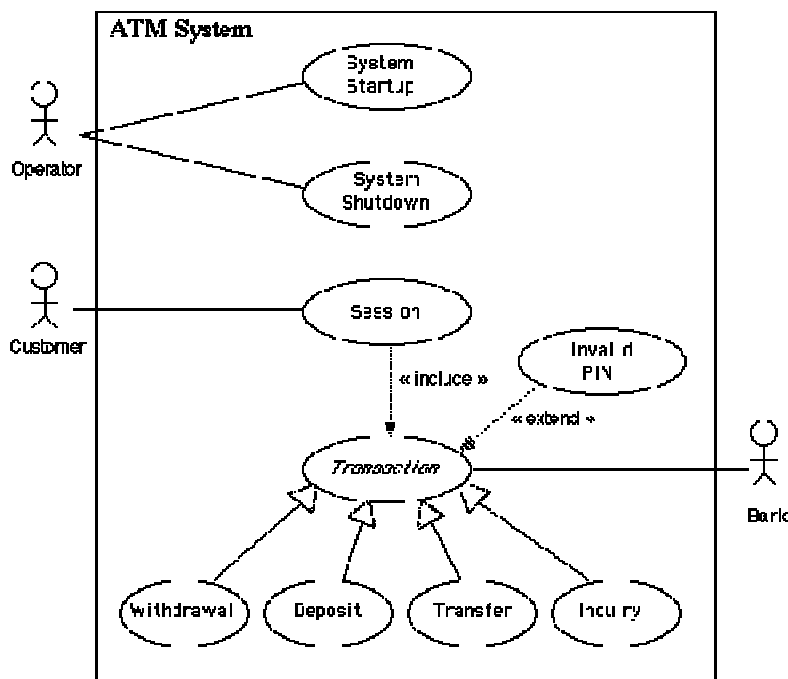 ATM System
System
Startup
Operator
System
Shutdown
Session
Customer
Invalid
PIN
« include »
« extend »
Transaction
Bank
Withdrawal
Deposit
Transfer
Inquiry